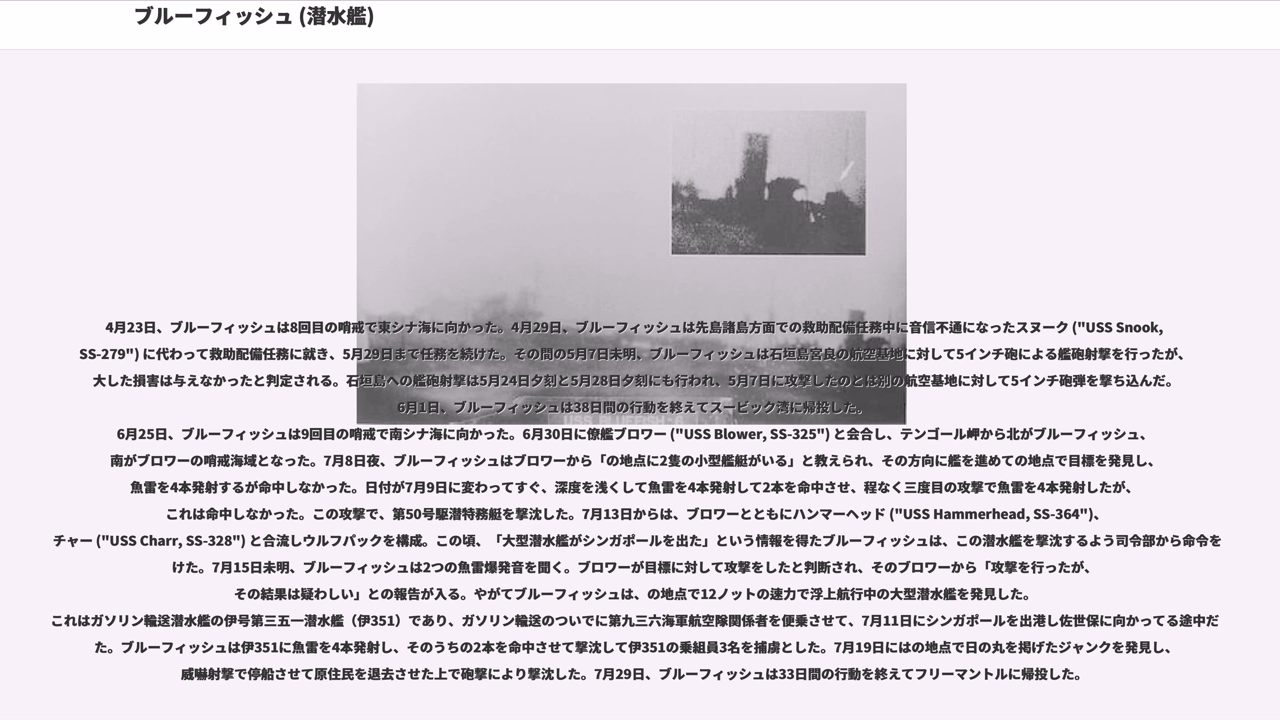 ブルーフィッシュ (潜水艦)
4月23日、ブルーフィッシュは8回目の哨戒で東シナ海に向かった。4月29日、ブルーフィッシュは先島諸島方面での救助配備任務中に音信不通になったスヌーク ("USS Snook,
SS-279") に代わって救助配備任務に就き、5月29日まで任務を続けた。その間の5月7日未明、ブルーフィッシュは石垣島宮良の航空基地に対して5インチ砲による艦砲射撃を行ったが、
大した損害は与えなかったと判定される。石垣島への艦砲射撃は5月24日夕刻と5月28日夕刻にも行われ、5月7日に攻撃したのとは別の航空基地に対して5インチ砲弾を撃ち込んだ。
6月1日、ブルーフィッシュは38日間の行動を終えてスービック湾に帰投した。
USS BLUEFISH-6
6月25日、ブルーフィッシュは9回目の哨戒で南シナ海に向かった。6月30日に僚艦ブロワー ("USS Blower, SS-325") と会合し、テンゴール岬から北がブルーフィッシュ、
南がブロワーの哨戒海域となった。7月8日夜、ブルーフィッシュはブロワーから「の地点に2隻の小型艦艇がいる」と教えられ、その方向に艦を進めての地点で目標を発見し、
魚雷を4本発射するが命中しなかった。日付が7月9日に変わってすぐ、深度を浅くして魚雷を4本発射して2本を命中させ、程なく三度目の攻撃で魚雷を4本発射したが、
これは命中しなかった。この攻撃で、第50号駆潜特務艇を撃沈した。7月13日からは、ブロワーとともにハンマーヘッド ("USS Hammerhead, SS-364")、
チャー ("USS Charr, SS-328") と合流しウルフパックを構成。この頃、「大型潜水艦がシンガポールを出た」という情報を得たブルーフィッシュは、この潜水艦を撃沈するよう司令部から命令を
けた。7月15日未明、ブルーフィッシュは2つの魚雷爆発音を聞く。ブロワーが目標に対して攻撃をしたと判断され、そのブロワーから「攻撃を行ったが、
その結果は疑わしい」との報告が入る。やがてブルーフィッシュは、の地点で12ノットの速力で浮上航行中の大型潜水艦を発見した。
これはガソリン輸送潜水艦の伊号第三五一潜水艦（伊351）であり、ガソリン輸送のついでに第九三六海軍航空隊関係者を便乗させて、7月11日にシンガポールを出港し佐世保に向かってる途中だ
た。ブルーフィッシュは伊351に魚雷を4本発射し、そのうちの2本を命中させて撃沈して伊351の乗組員3名を捕虜とした。7月19日にはの地点で日の丸を掲げたジャンクを発見し、
威嚇射撃で停船させて原住民を退去させた上で砲撃により撃沈した。7月29日、ブルーフィッシュは33日間の行動を終えてフリーマントルに帰投した。